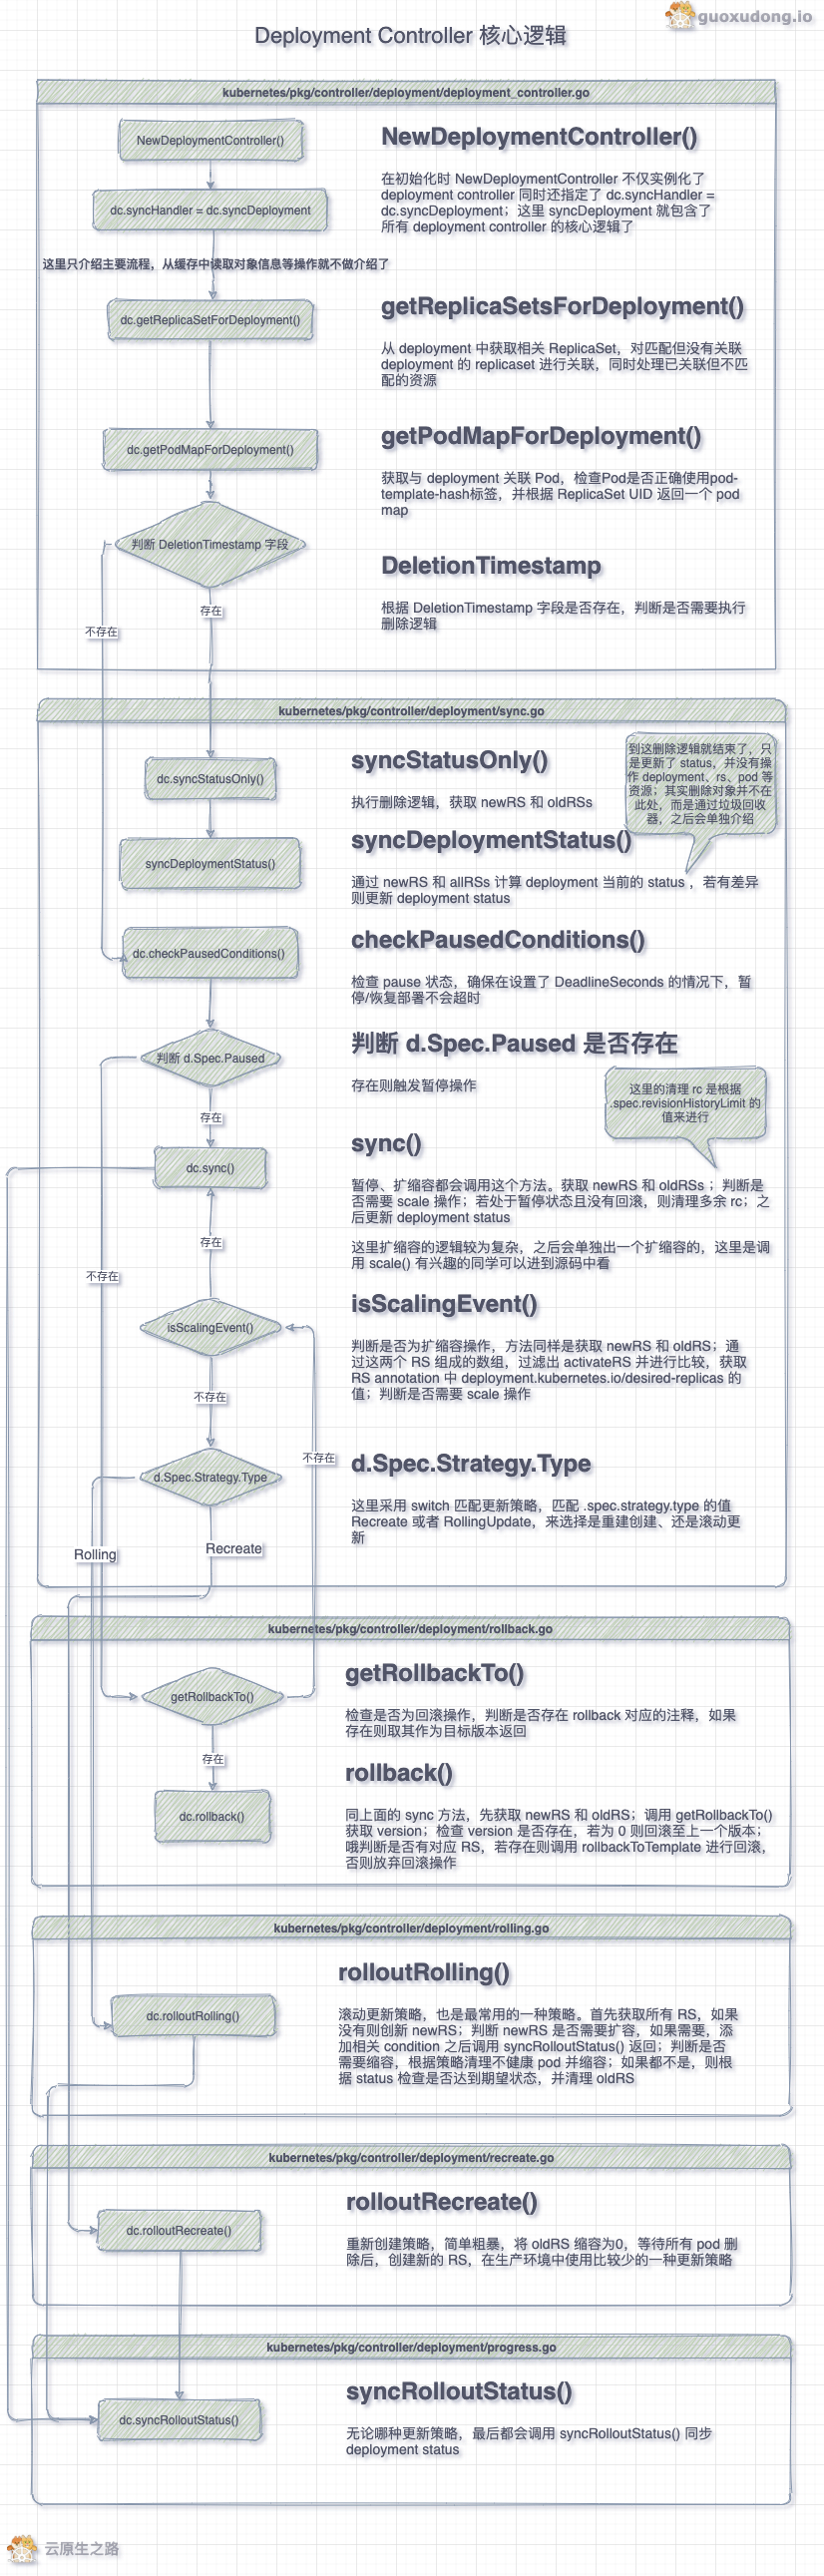 guoxudong.io
Deployment Controller 核心逻辑
kubernetes/pkg/controller/deployment/deployment_controller.go
NewDeploymentController()
dc.syncHandler = dc.syncDeployment
这里只介绍主要流程，从缓存中读取对象信息等操作就不做介绍了
dc.getReplicaSetForDeployment()
dc.getPodMapForDeployment()
判断 DeletionTimestamp 字段
不存在
存在
NewDeploymentController()
在初始化时 NewDeploymentController 不仅实例化了
deployment controller 同时还指定了 dc.syncHandler =
dc.syncDeployment；这里 syncDeployment 就包含了
所有 deployment controller 的核心逻辑了
getReplicaSetsForDeployment()
从 deployment 中获取相关 ReplicaSet，对匹配但没有关联
deployment 的 replicaset 进行关联，同时处理已关联但不匹
配的资源
getPodMapForDeployment()
获取与 deployment 关联 Pod，检查Pod是否正确使用pod-
template-hash标签，并根据 ReplicaSet UID 返回一个 pod
map
DeletionTimestamp
根据 DeletionTimestamp 字段是否存在，判断是否需要执行
删除逻辑
kubernetes/pkg/controller/deployment/sync.go
dc.syncStatusOnly()
syncDeploymentStatus()
dc.checkPausedConditions()
判断 d.Spec.Paused
存在
dc.sync()
存在
不存在
isScalingEvent()
不存在
不存在
d.Spec.Strategy.Type
Rolling
Recreate
syncStatusOnly()
执行删除逻辑，获取 newRS 和 oldRSs
到这删除逻辑就结束了，只
是更新了 status，并没有操
作 deployment、rs、pod 等
资源；其实删除对象并不在
此处，而是通过垃圾回收
器，之后会单独介绍
syncDeploymentStatus()
通过 newRS 和 allRSs 计算 deployment 当前的 status ，若有差异
则更新 deployment status
checkPausedConditions()
检查 pause 状态，确保在设置了 DeadlineSeconds 的情况下，暂
停/恢复部署不会超时
判断 d.Spec.Paused 是否存在
存在则触发暂停操作
这里的清理 rc 是根据
.spec.revisionHistoryLimit 的
值来进行
sync()
暂停、扩缩容都会调用这个方法。获取 newRS 和 oldRSs ；判断是
否需要 scale 操作；若处于暂停状态且没有回滚，则清理多余 rc；之
后更新 deployment status
这里扩缩容的逻辑较为复杂，之后会单独出一个扩缩容的，这里是调
用 scale() 有兴趣的同学可以进到源码中看
isScalingEvent()
判断是否为扩缩容操作，方法同样是获取 newRS 和 oldRS；通
过这两个 RS 组成的数组，过滤出 activateRS 并进行比较，获取
RS annotation 中 deployment.kubernetes.io/desired-replicas 的
值；判断是否需要 scale 操作
d.Spec.Strategy.Type
这里采用 switch 匹配更新策略，匹配 .spec.strategy.type 的值
Recreate 或者 RollingUpdate，来选择是重建创建、还是滚动更
新
kubernetes/pkg/controller/deployment/rollback.go
getRollbackTo()
存在
dc.rollback()
getRollbackTo()
检查是否为回滚操作，判断是否存在 rollback 对应的注释，如果
存在则取其作为目标版本返回
rollback()
同上面的 sync 方法，先获取 newRS 和 oldRS；调用 getRollbackTo()
获取 version；检查 version 是否存在，若为 0 则回滚至上一个版本；
哦判断是否有对应 RS，若存在则调用 rollbackToTemplate 进行回滚，
否则放弃回滚操作
kubernetes/pkg/controller/deployment/rolling.go
dc.rolloutRolling()
rolloutRolling()
滚动更新策略，也是最常用的一种策略。首先获取所有 RS，如果
没有则创新 newRS；判断 newRS 是否需要扩容，如果需要，添
加相关 condition 之后调用 syncRolloutStatus() 返回；判断是否
需要缩容，根据策略清理不健康 pod 并缩容；如果都不是，则根
据 status 检查是否达到期望状态，并清理 oldRS
kubernetes/pkg/controller/deployment/recreate.go
dc.rolloutRecreate()
rolloutRecreate()
重新创建策略，简单粗暴，将 oldRS 缩容为0，等待所有 pod 删
除后，创建新的 RS，在生产环境中使用比较少的一种更新策略
kubernetes/pkg/controller/deployment/progress.go
dc.syncRolloutStatus()
syncRolloutStatus()
无论哪种更新策略，最后都会调用 syncRolloutStatus() 同步
deployment status
云原生之路